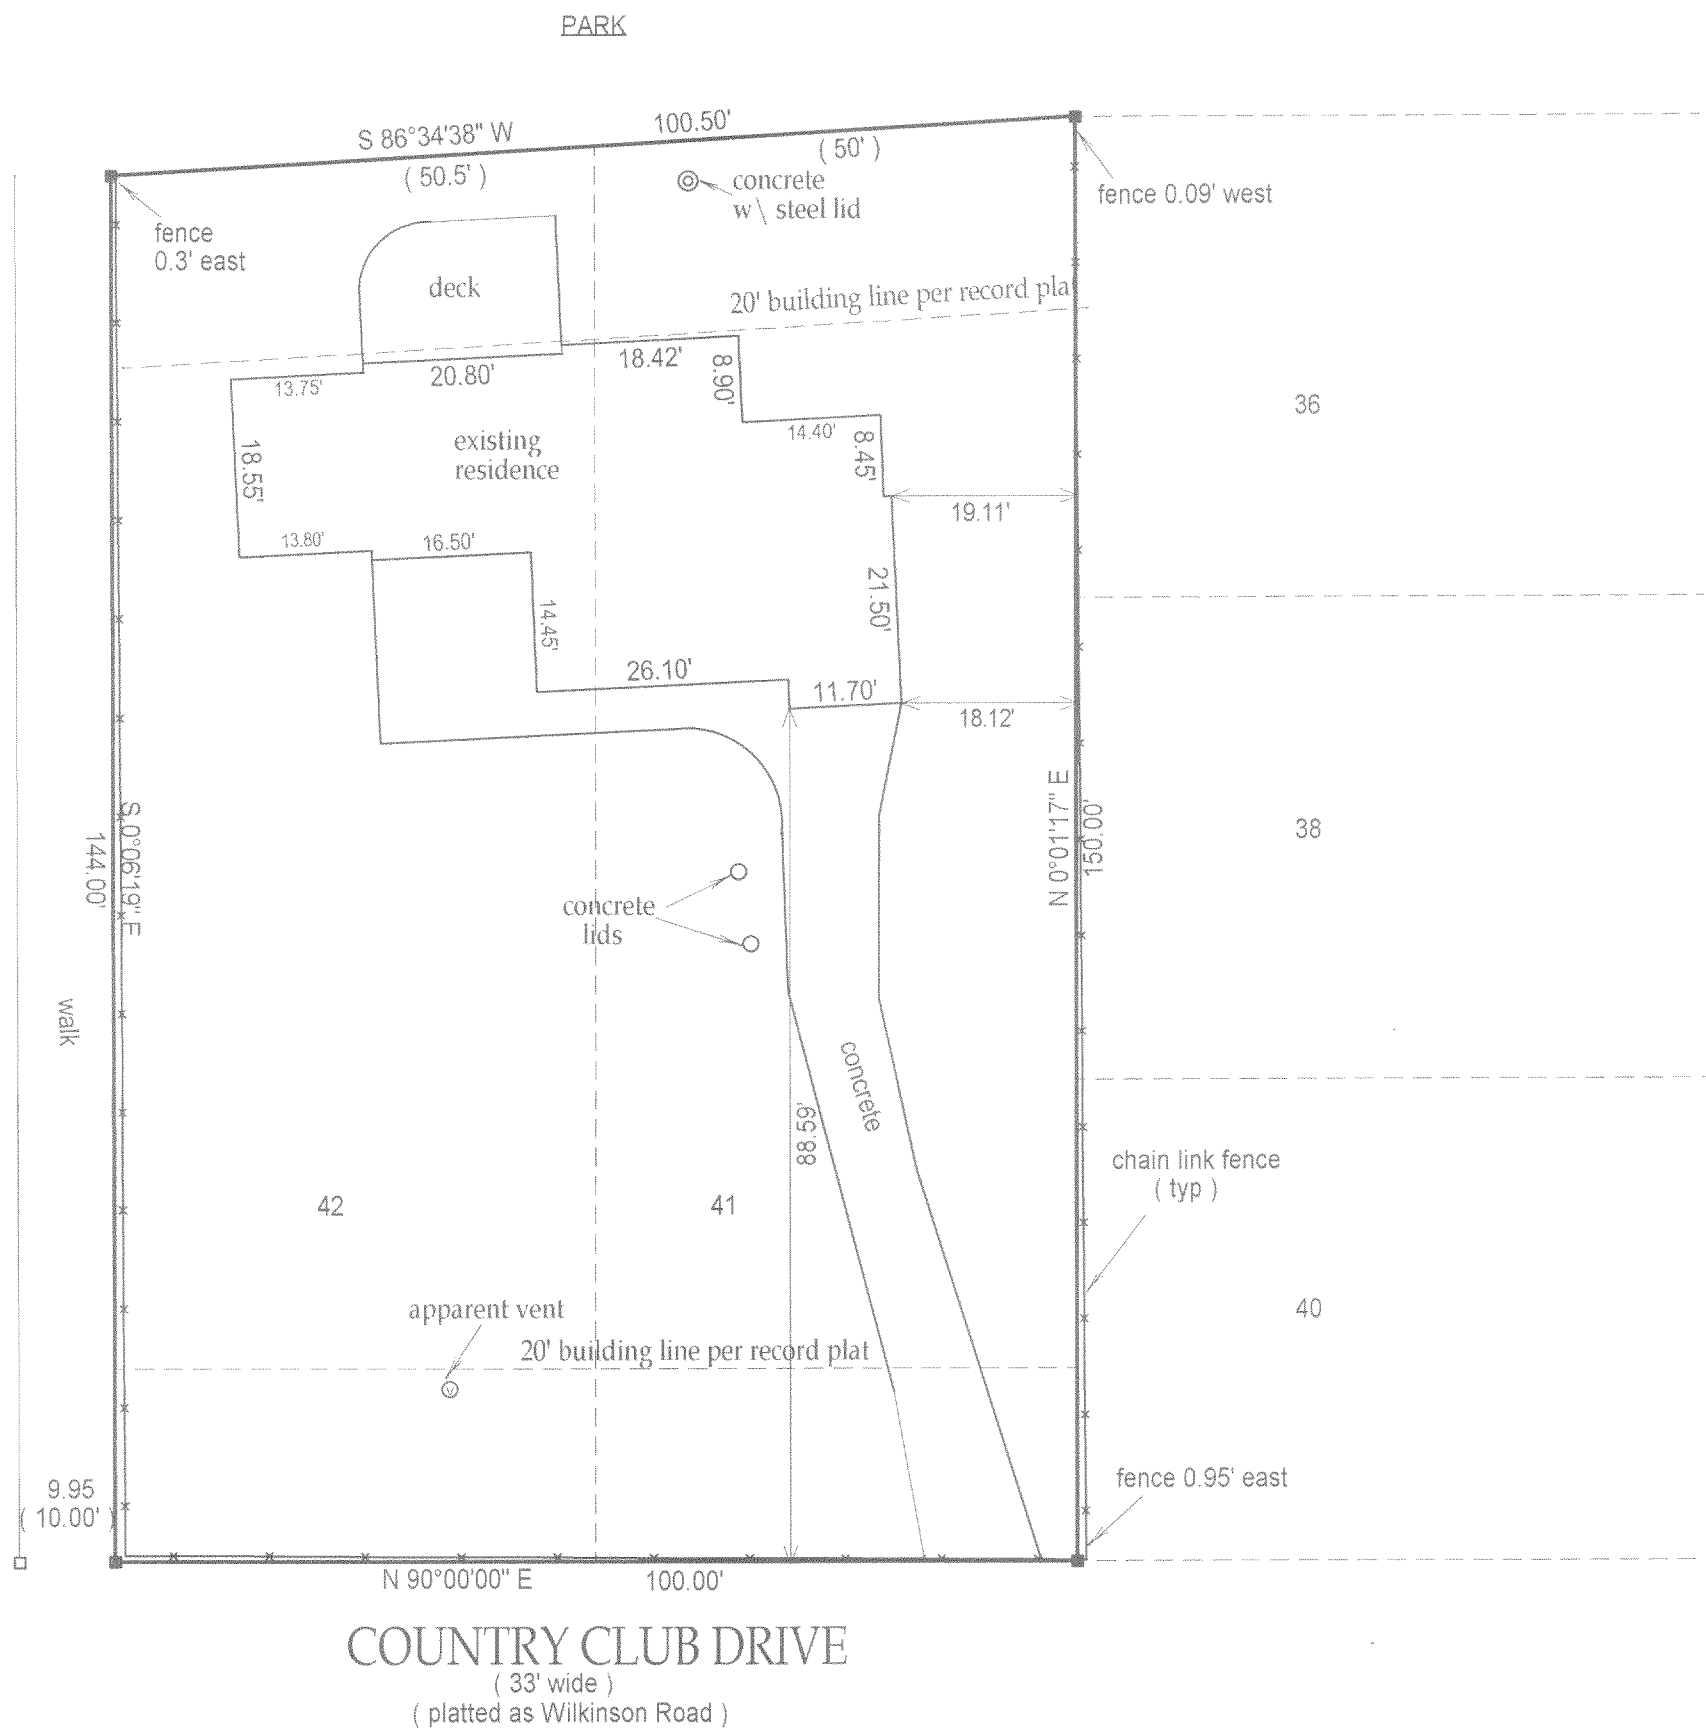 PARK
S 86°34'38" W
100.50'
( 50.5' )
( 50' )
concrete
w\ steel lid
fence 0.09' west
fence
0.3' east
deck
20' building line per record pla
13.75'
20.80'
18.42'
8.90'
14.40'
8.45'
36
existing
residence
18.55'
19.11'
13.80'
16.50'
21.50'
14.45'
26.10'
11.70'
18.12'
S 0°06'19" E
144.00'
N 0°01'17" E
150.00'
38
concrete
lids
walk
concrete
88.59'
chain link fence
( typ )
42
41
40
apparent vent
20' building line per record plat
v
9.95
( 10.00' )
fence 0.95' east
N 90°00'00" E
100.00'
COUNTRY CLUB DRIVE
( 33' wide )
( platted as Wilkinson Road )